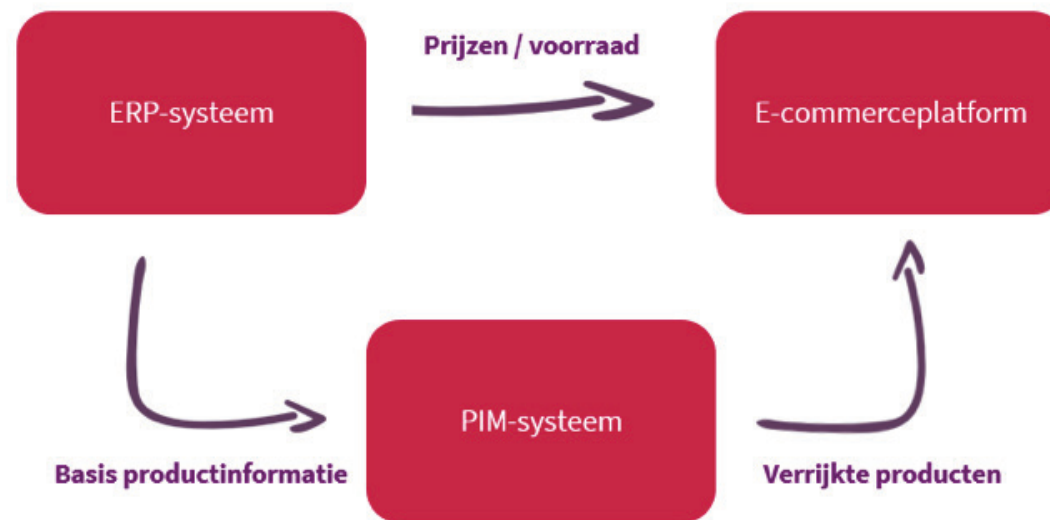 Prijzen / voorraad
ERP-systeem
E-commerceplatform
PIM-systeem
Basis productinformatie
Verrijkte producten